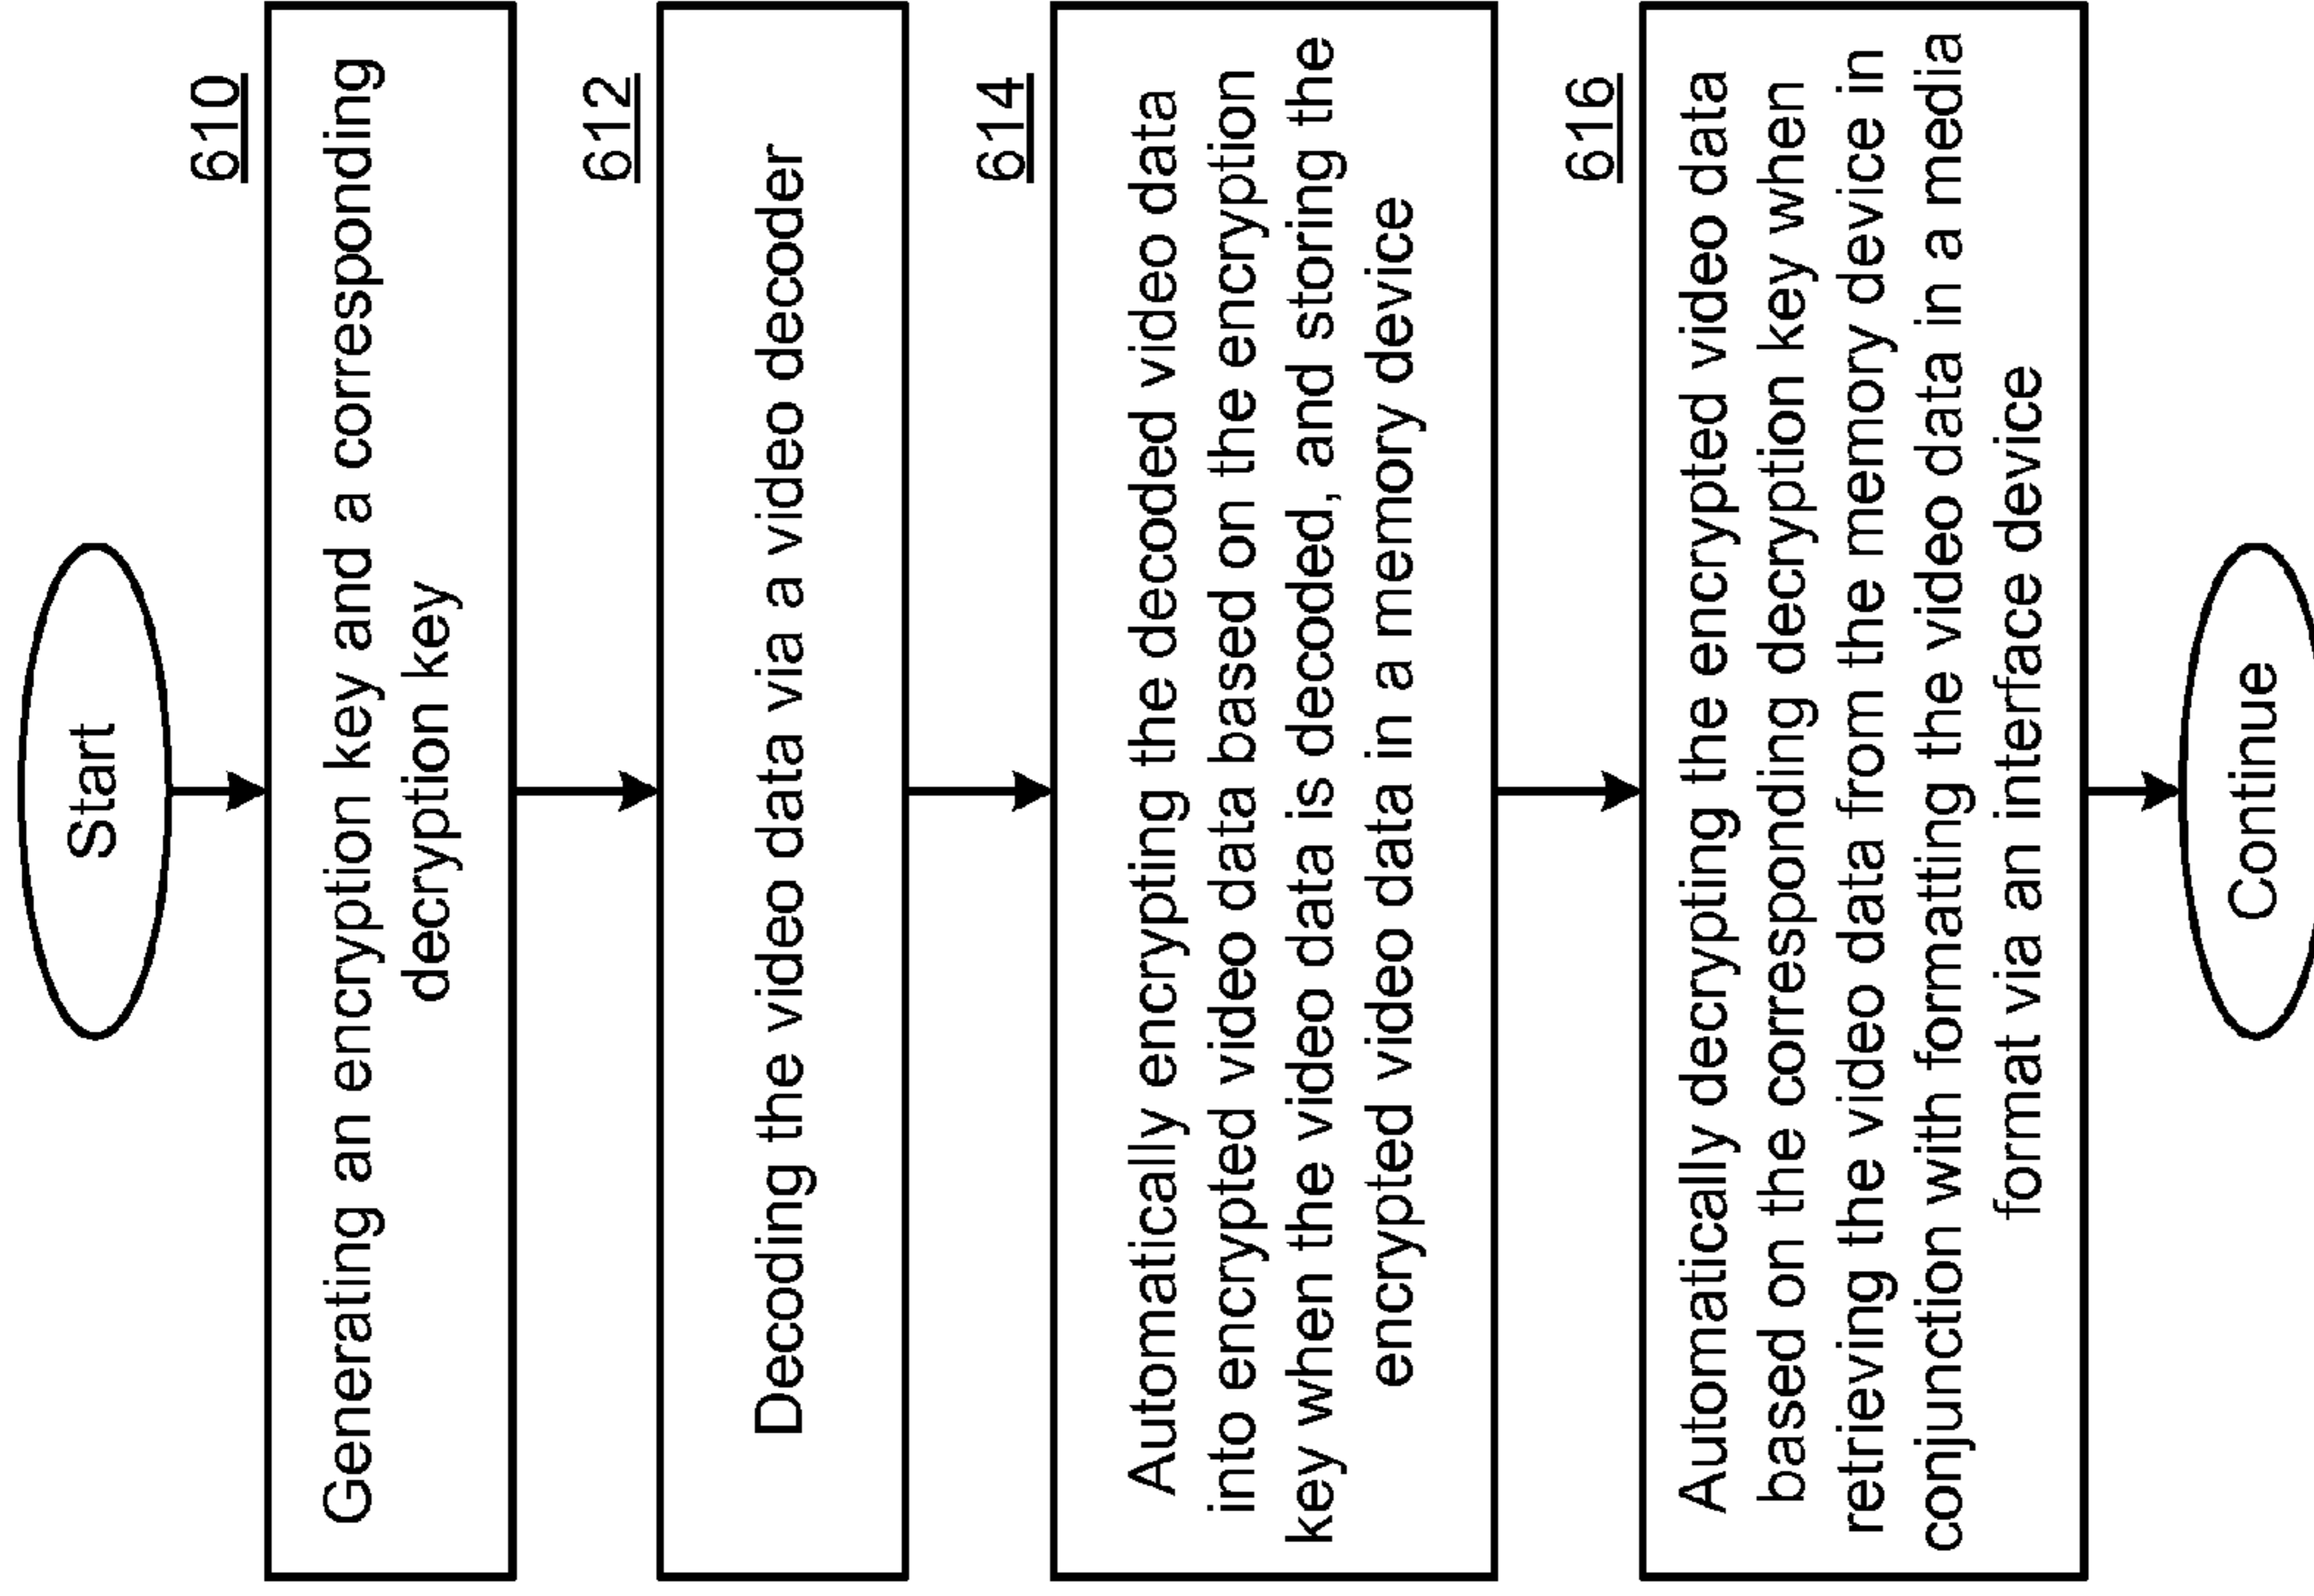 Start
610
Generating an encryption key and a corresponding
decryption key
612
Decoding the video data via a video decoder
614
Automatically encrypting the decoded video data
into encrypted video data based on the encryption
key when the video data is decoded, and storing the
encrypted video data in a memory device
616
Automatically decrypting the encrypted video data
based on the corresponding decryption key when
retrieving the video data from the memory device in
conjunction with formatting the video data in a media
format via an interface device
Continue